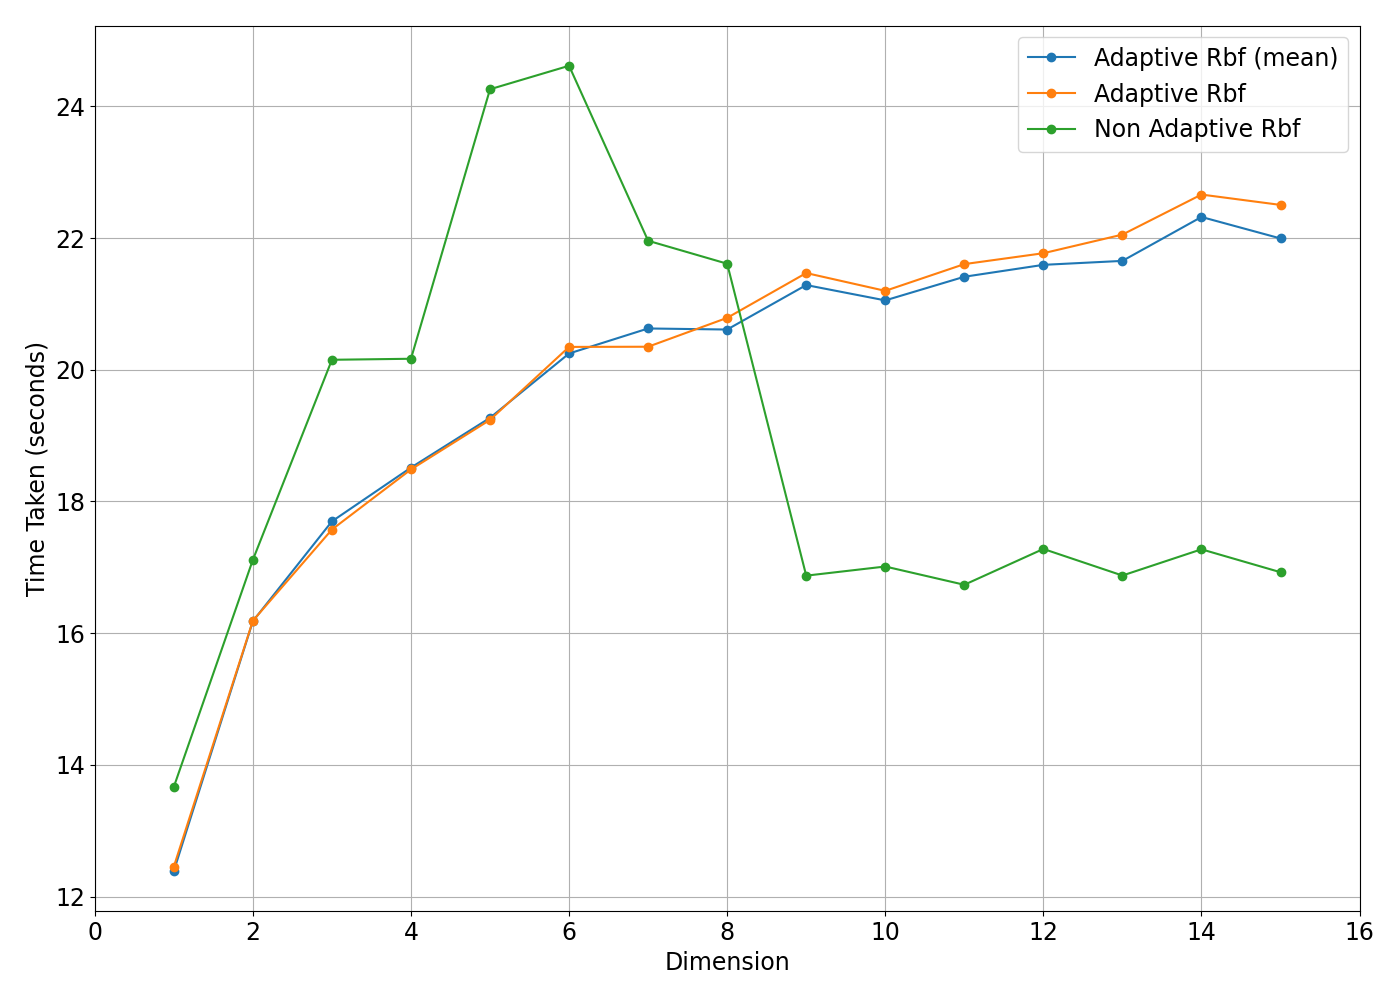 Adaptive Rbf (mean)
Adaptive Rbf
Non Adaptive Rbf
24
22
20
18
16
14
12
Time Taken (seconds)
0 2 4 6 8 10 12 14 16
Dimension